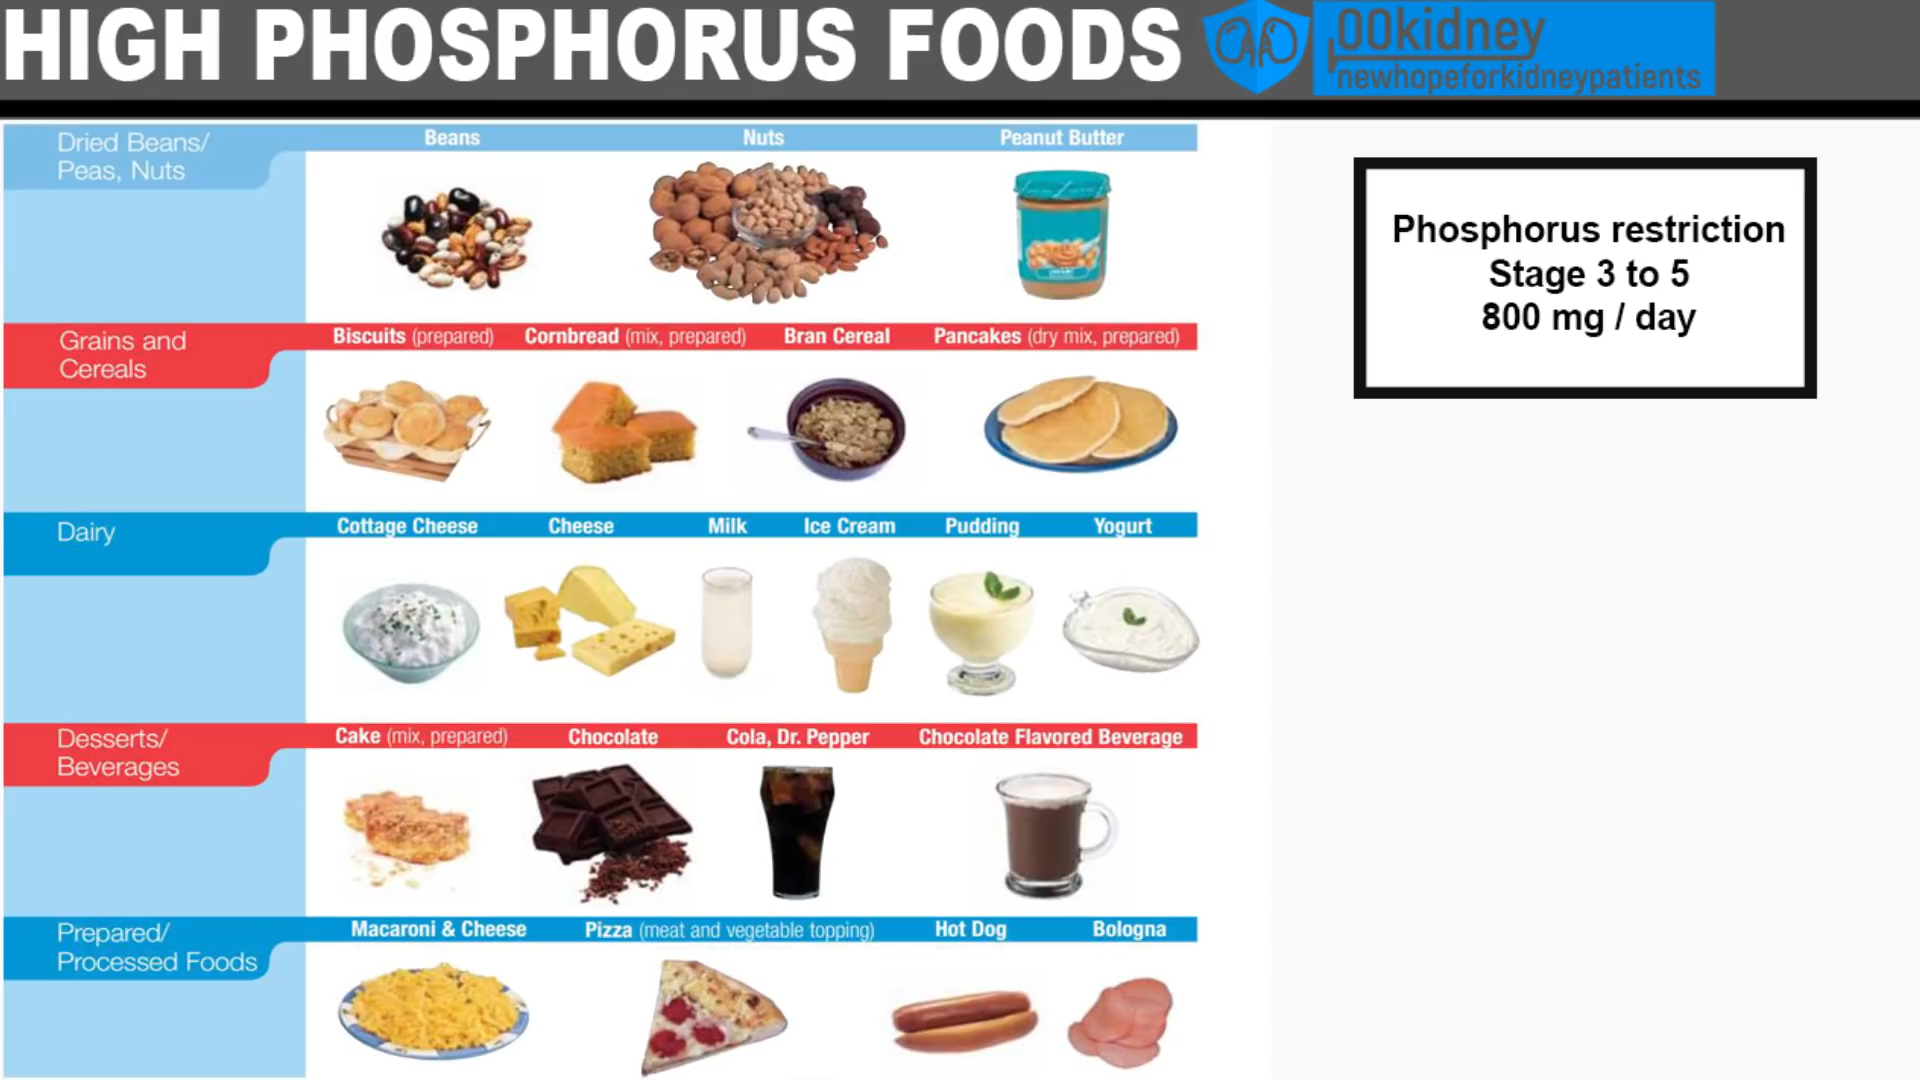 HIGH PHOSPHORUS FOODS
00kidney
newhopeforkidneypatients
Dried Beans/
Peas, Nuts
Beans Nuts Peanut Butter
Phosphorus restriction
Stage 3 to 5
800 mg / day
Grains and
Cereals
Biscuits (prepared) Cornbread (mix, prepared) Bran Cereal Pancakes (dry mix, prepared)
Dairy
Cottage Cheese Cheese Milk Ice Cream Pudding Yogurt
Desserts/
Beverages
Cake (mix, prepared) Chocolate Cola, Dr. Pepper Chocolate Flavored Beverage
Prepared/
Processed Foods
Macaroni & Cheese Pizza (meat and vegetable topping) Hot Dog Bologna